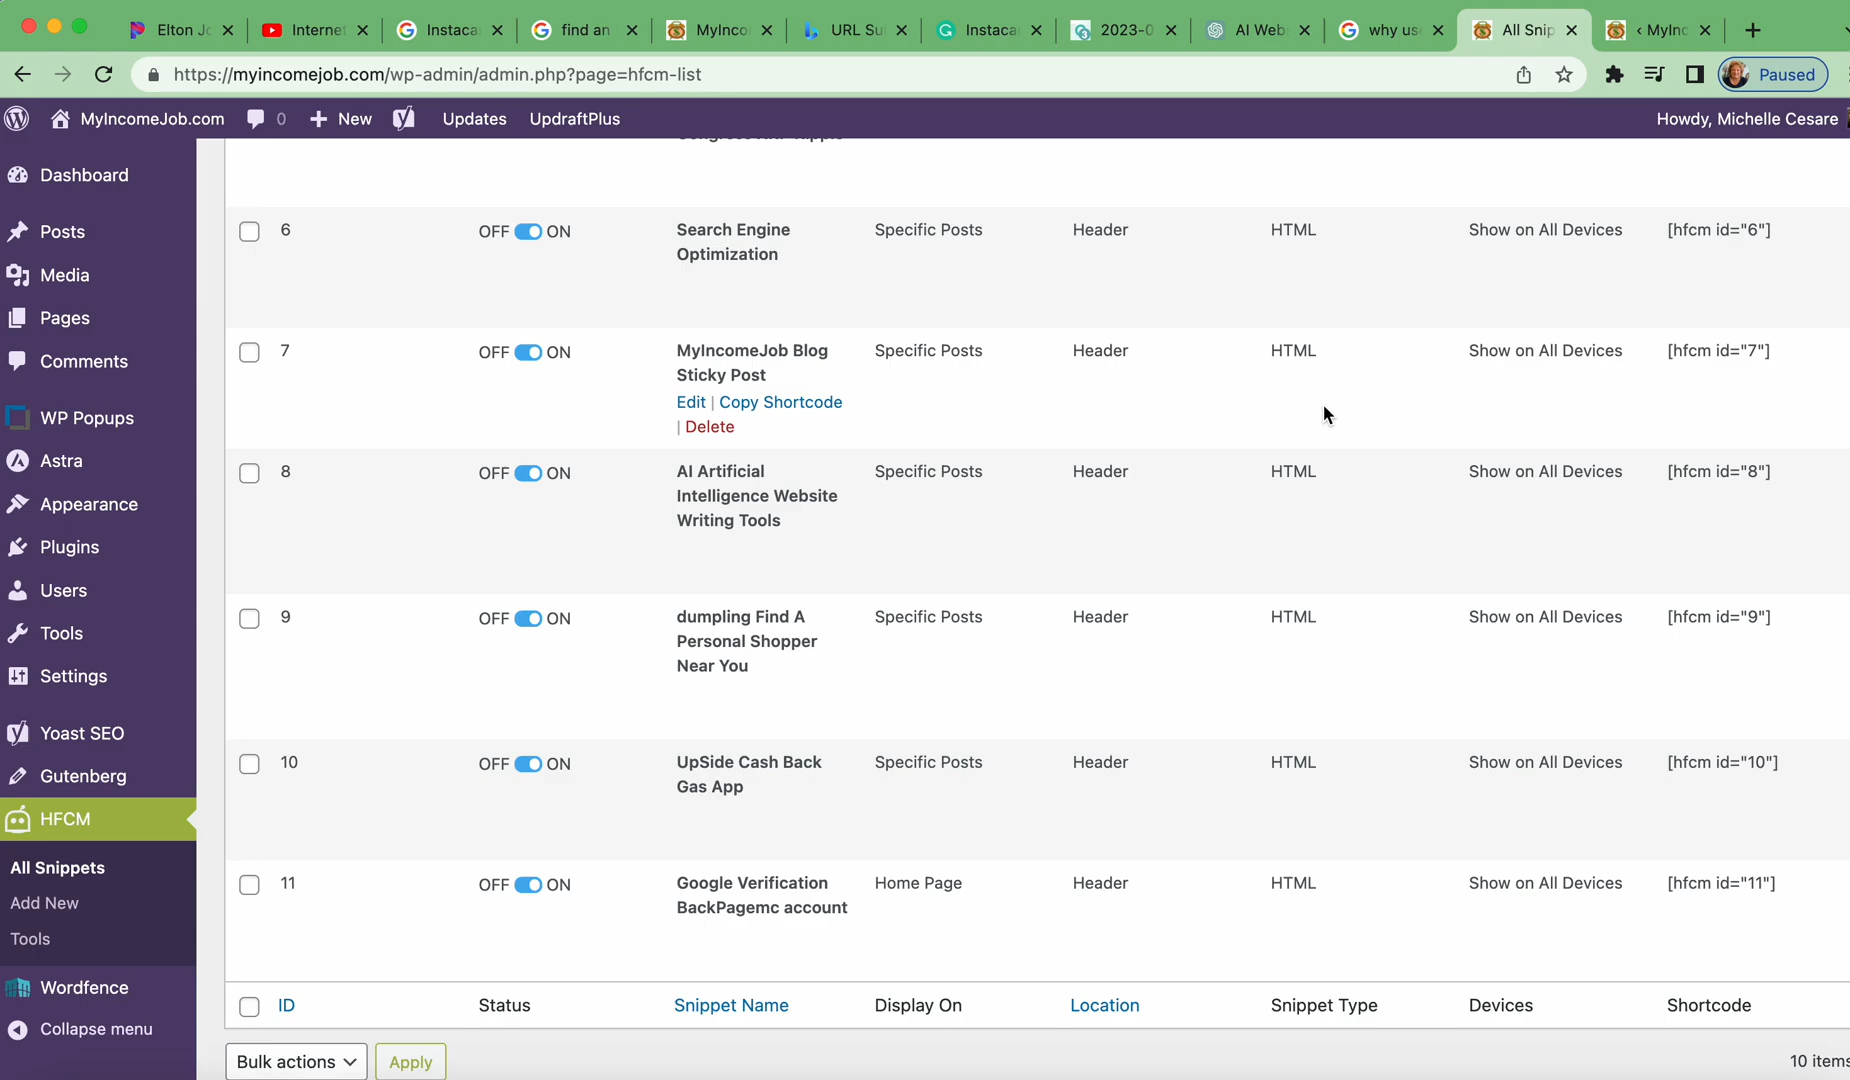 Elton Jo
Internet
Instaca
find an
MyInco
URL Su
Instaca
2023-0
AI Web
why us
All Snip
‹ MyInc
https://myincomejob.com/wp-admin/admin.php?page=hfcm-list
Paused
MyIncomeJob.com
0
New
Updates
UpdraftPlus
Howdy, Michelle Cesare
Dashboard
Posts
Media
Pages
Comments
WP Popups
Astra
Appearance
Plugins
Users
Tools
Settings
Yoast SEO
Gutenberg
HFCM
All Snippets
Add New
Tools
Wordfence
Collapse menu
6 OFF ON Search Engine Specific Posts Header HTML Show on All Devices [hfcm id="6"]
Optimization
7 OFF ON MyIncomeJob Blog Specific Posts Header HTML Show on All Devices [hfcm id="7"]
Sticky Post
Edit | Copy Shortcode
| Delete
8 OFF ON AI Artificial Specific Posts Header HTML Show on All Devices [hfcm id="8"]
Intelligence Website
Writing Tools
9 OFF ON dumpling Find A Specific Posts Header HTML Show on All Devices [hfcm id="9"]
Personal Shopper
Near You
10 OFF ON UpSide Cash Back Specific Posts Header HTML Show on All Devices [hfcm id="10"]
Gas App
11 OFF ON Google Verification Home Page Header HTML Show on All Devices [hfcm id="11"]
BackPagemc account
ID Status Snippet Name Display On Location Snippet Type Devices Shortcode
Bulk actions Apply 10 items